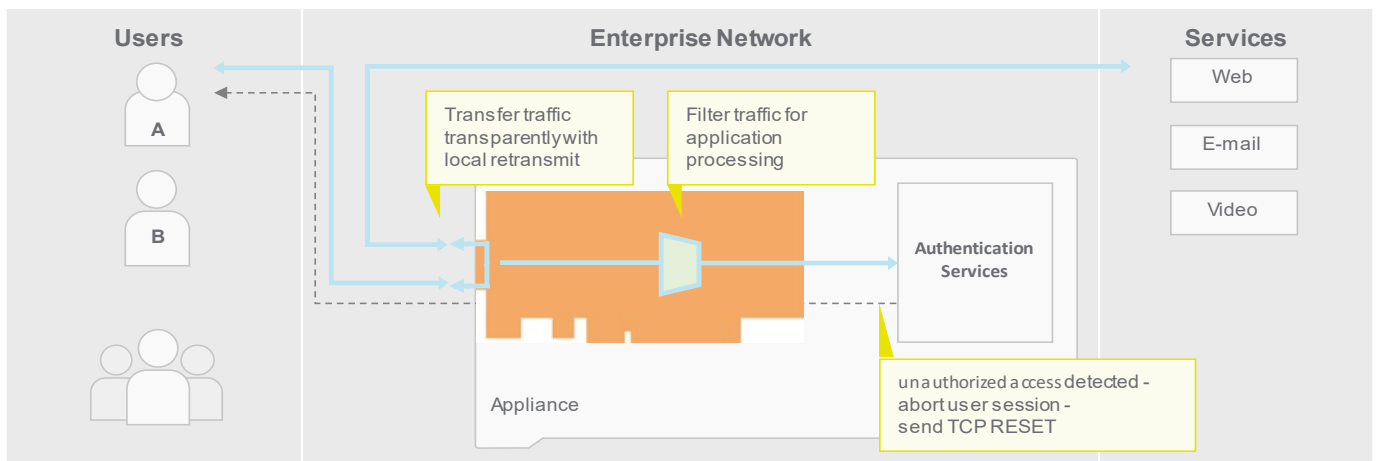 Users
Enterprise Network
Services
A
B
Transfer traffic
transparently with
local retransmit
Filter traffic for
application
processing
Authentication
Services
Appliance
unauthorized access detected -
abort user session -
send TCP RESET
Web
E-mail
Video